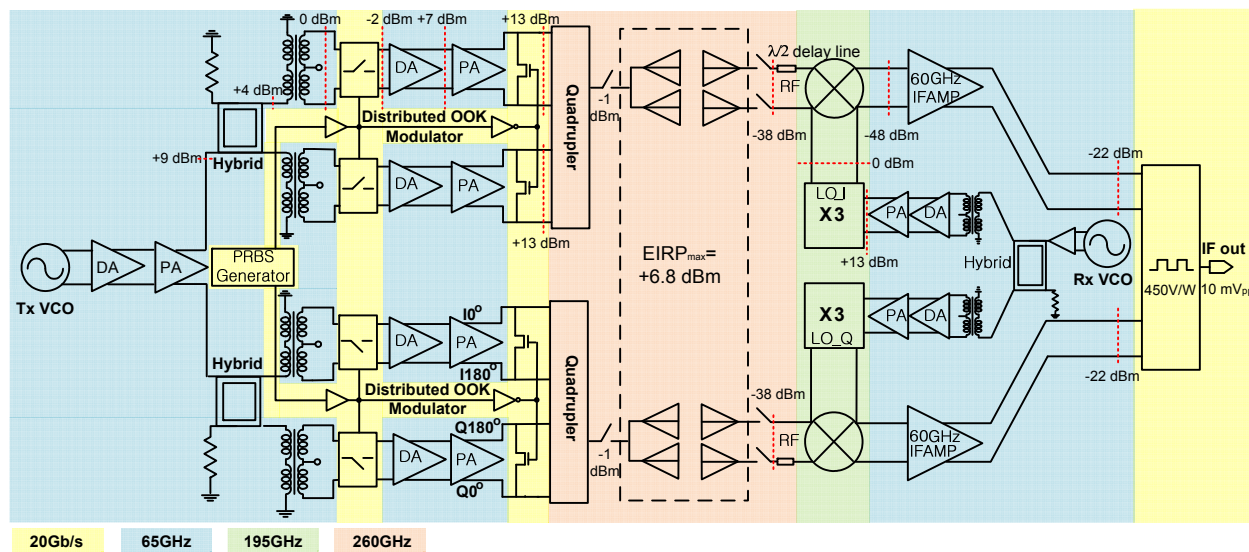 0 dBm
-2 dBm
+7 dBm
+13 dBm
+4 dBm
DA
PA
Quadrupler
-1
dBm
λ/2 delay line
RF
-38 dBm
-48 dBm
60GHz
IFAMP
Distributed OOK
Modulator
Hybrid
+9 dBm
DA
PA
+13 dBm
0 dBm
LO_I
X3
PA
DA
+13 dBm
-22 dBm
Tx VCO
DA
PA
PRBS
Generator
EIRPmax=
+6.8 dBm
Hybrid
Rx VCO
IF out
450V/W
10 mVpp
X3
LO_Q
PA
DA
Hybrid
DA
PA
I0°
I180°
Quadrupler
Distributed OOK
Modulator
Q180°
Q0°
DA
PA
-1
dBm
-38 dBm
RF
60GHz
IFAMP
-22 dBm
20Gb/s
65GHz
195GHz
260GHz